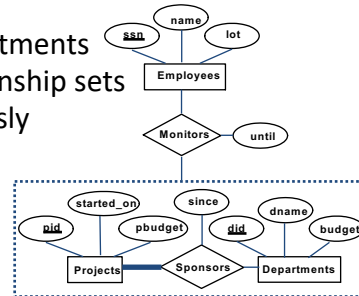 tments
nship sets
sly
name
ssn
lot
Employees
Monitors
until
started_on
since
dname
pid
pbudget
did
budget
Projects
Sponsors
Departments